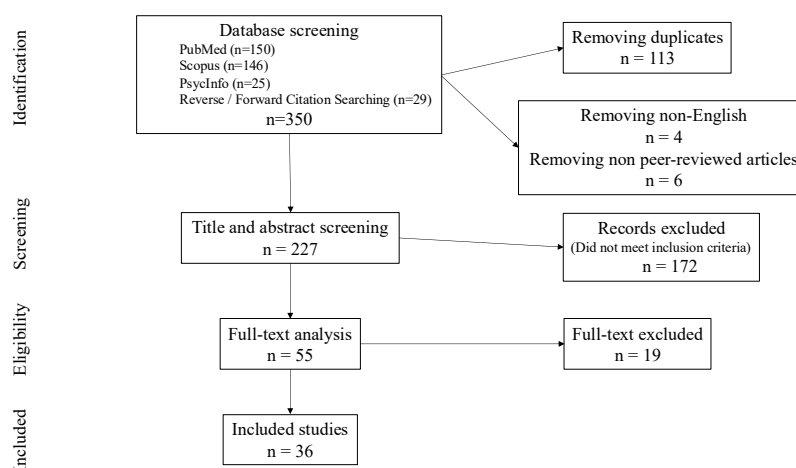 Identification
Database screening
PubMed (n=150)
Scopus (n=146)
PsycInfo (n=25)
Reverse / Forward Citation Searching (n=29)
n=350
Removing duplicates
n = 113
Removing non-English
n = 4
Removing non peer-reviewed articles
n = 6
Screening
Title and abstract screening
n = 227
Records excluded
(Did not meet inclusion criteria)
n = 172
Eligibility
Full-text analysis
n = 55
Full-text excluded
n = 19
Included
Included studies
n = 36